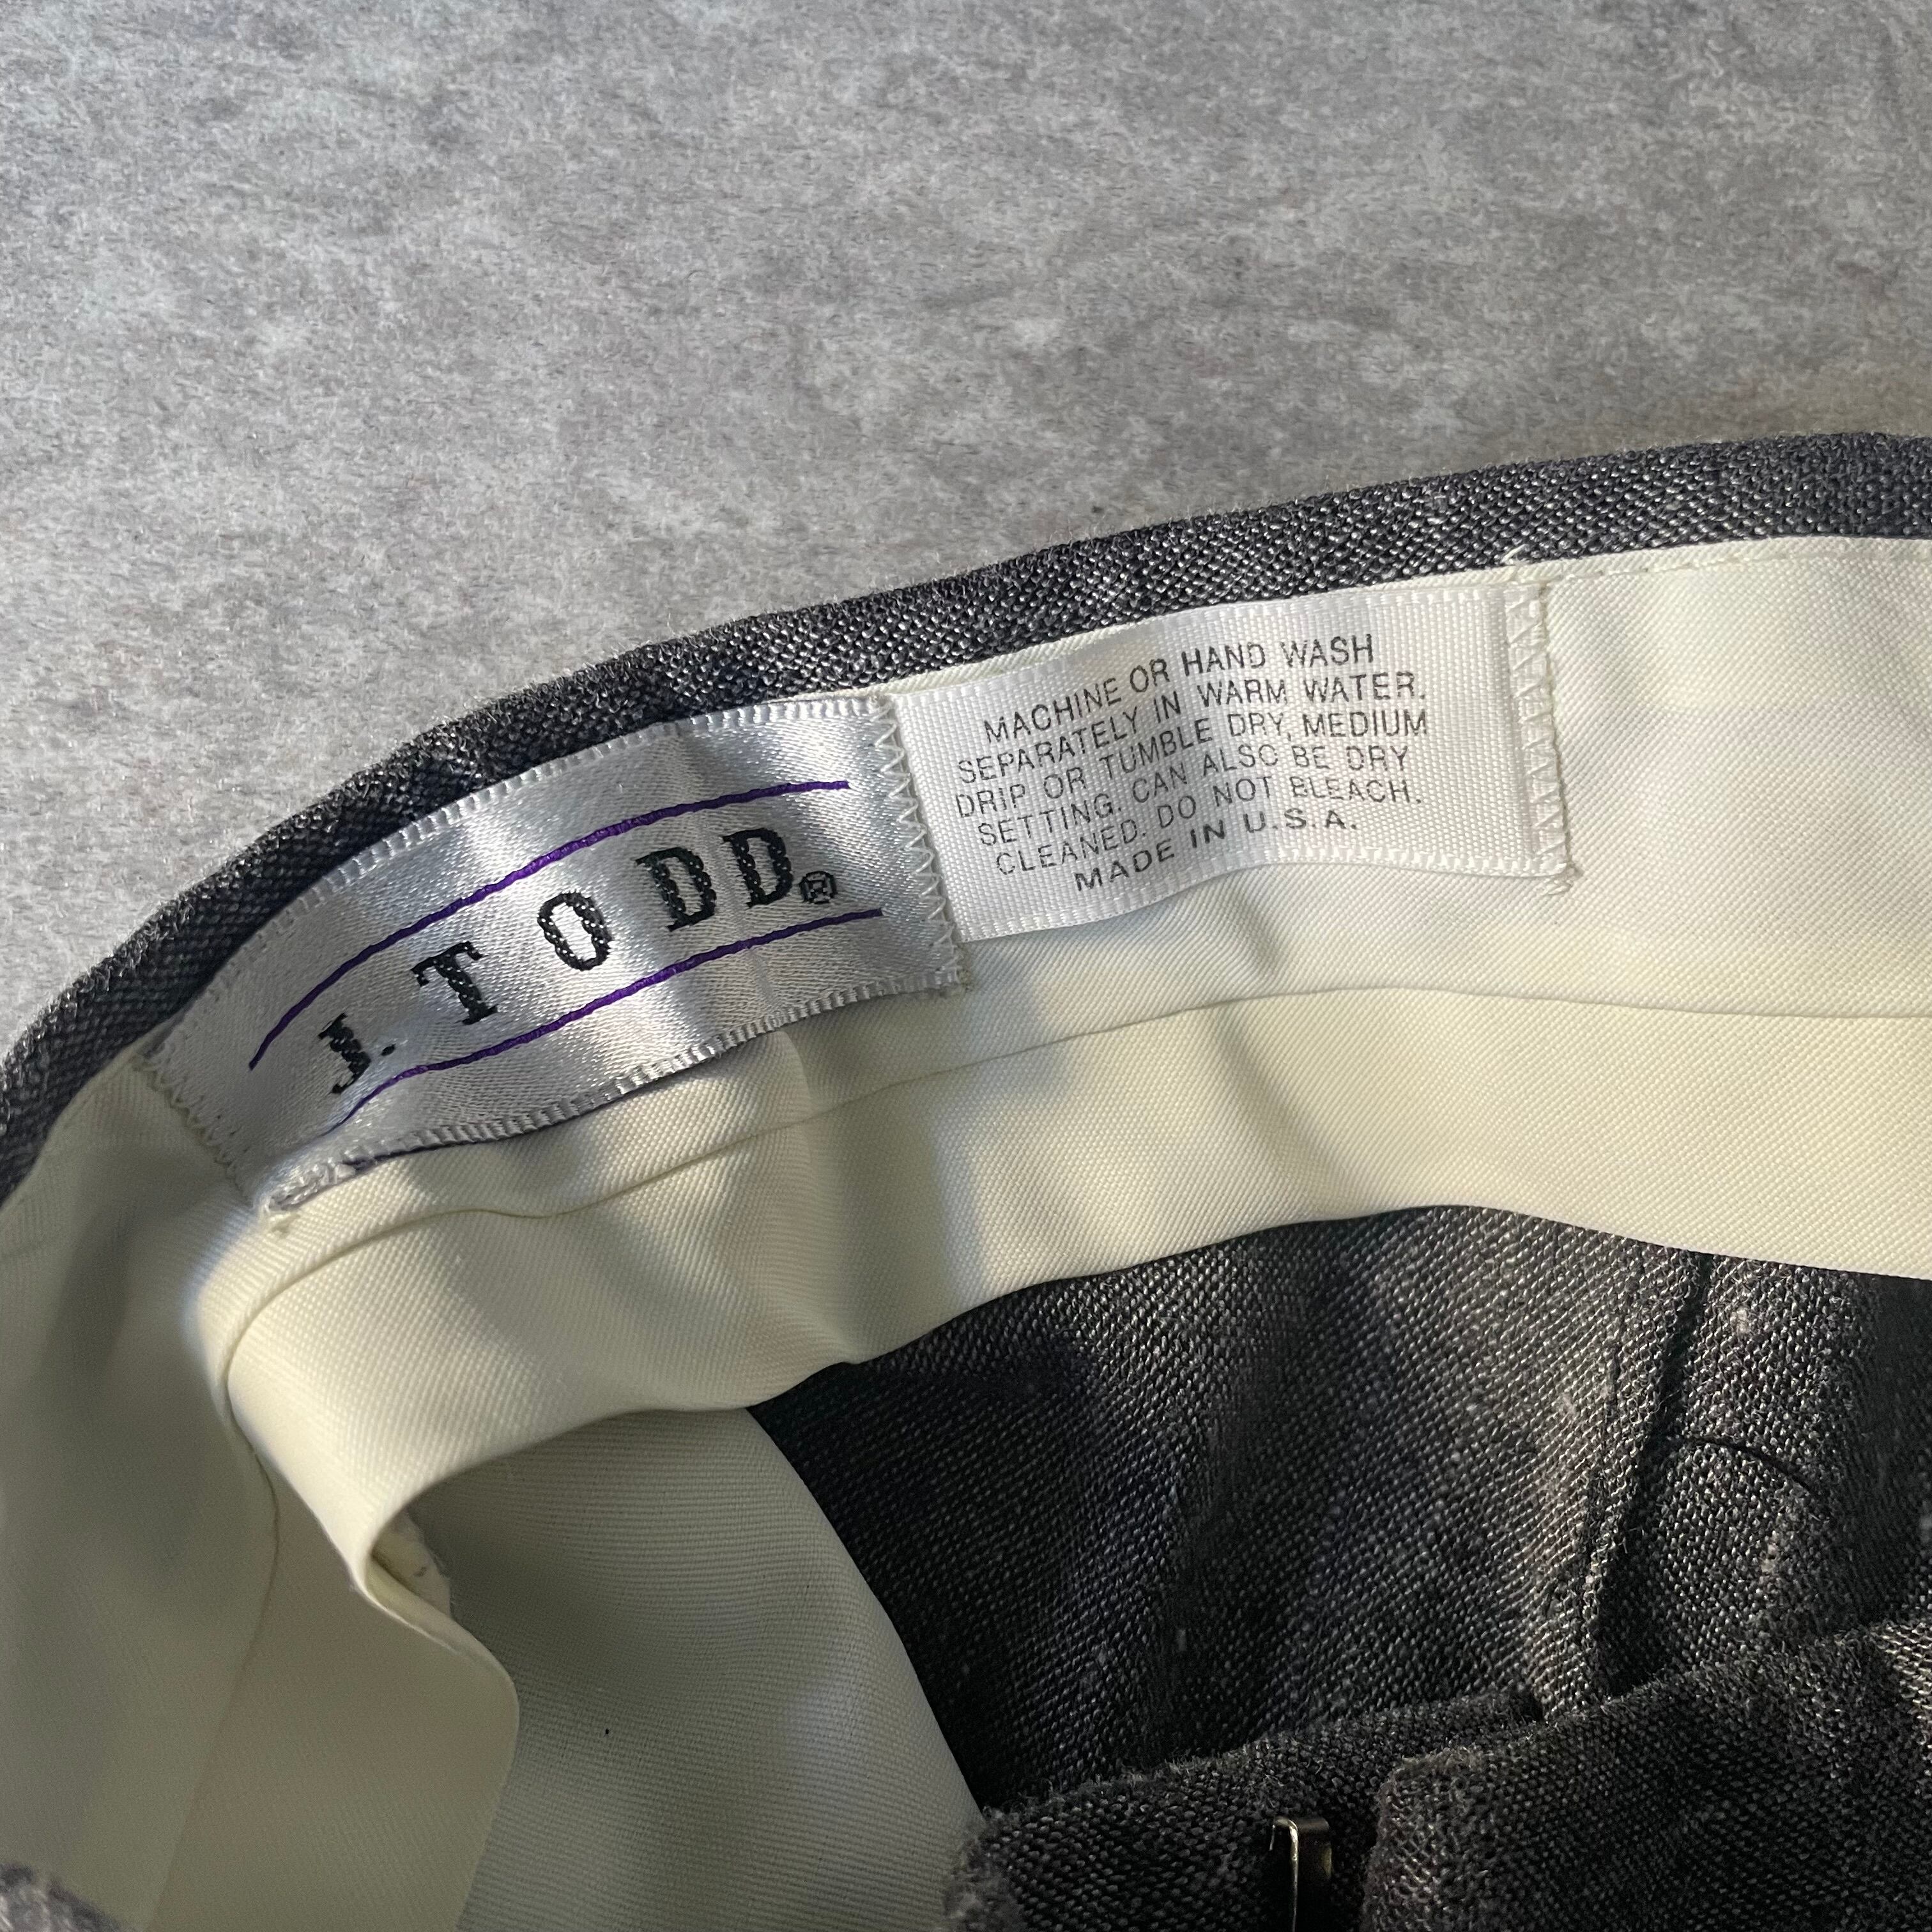 J. TODD®
MACHINE OR HAND WASH
SEPARATELY IN WARM WATER.
DRIP OR TUMBLE DRY, MEDIUM
SETTING. CAN ALSO BE DRY
CLEANED. DO NOT BLEACH.
MADE IN U.S.A.